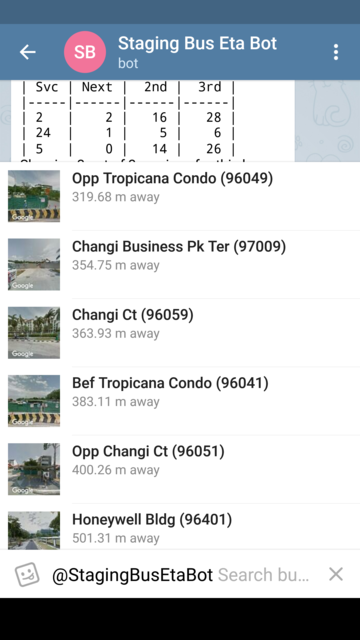 SB
Staging Bus Eta Bot
bot
| Svc | Next | 2nd | 3rd |
|-----|------|------|------|
| 2 | 2 | 16 | 28 |
| 24 | 1 | 5 | 6 |
| 5 | 0 | 14 | 26 |
Opp Tropicana Condo (96049)
319.68 m away
Google
Changi Business Pk Ter (97009)
354.75 m away
Google
Changi Ct (96059)
363.93 m away
Google
Bef Tropicana Condo (96041)
383.11 m away
Google
Opp Changi Ct (96051)
400.26 m away
Google
Honeywell Bldg (96401)
501.31 m away
@StagingBusEtaBot Search bu...